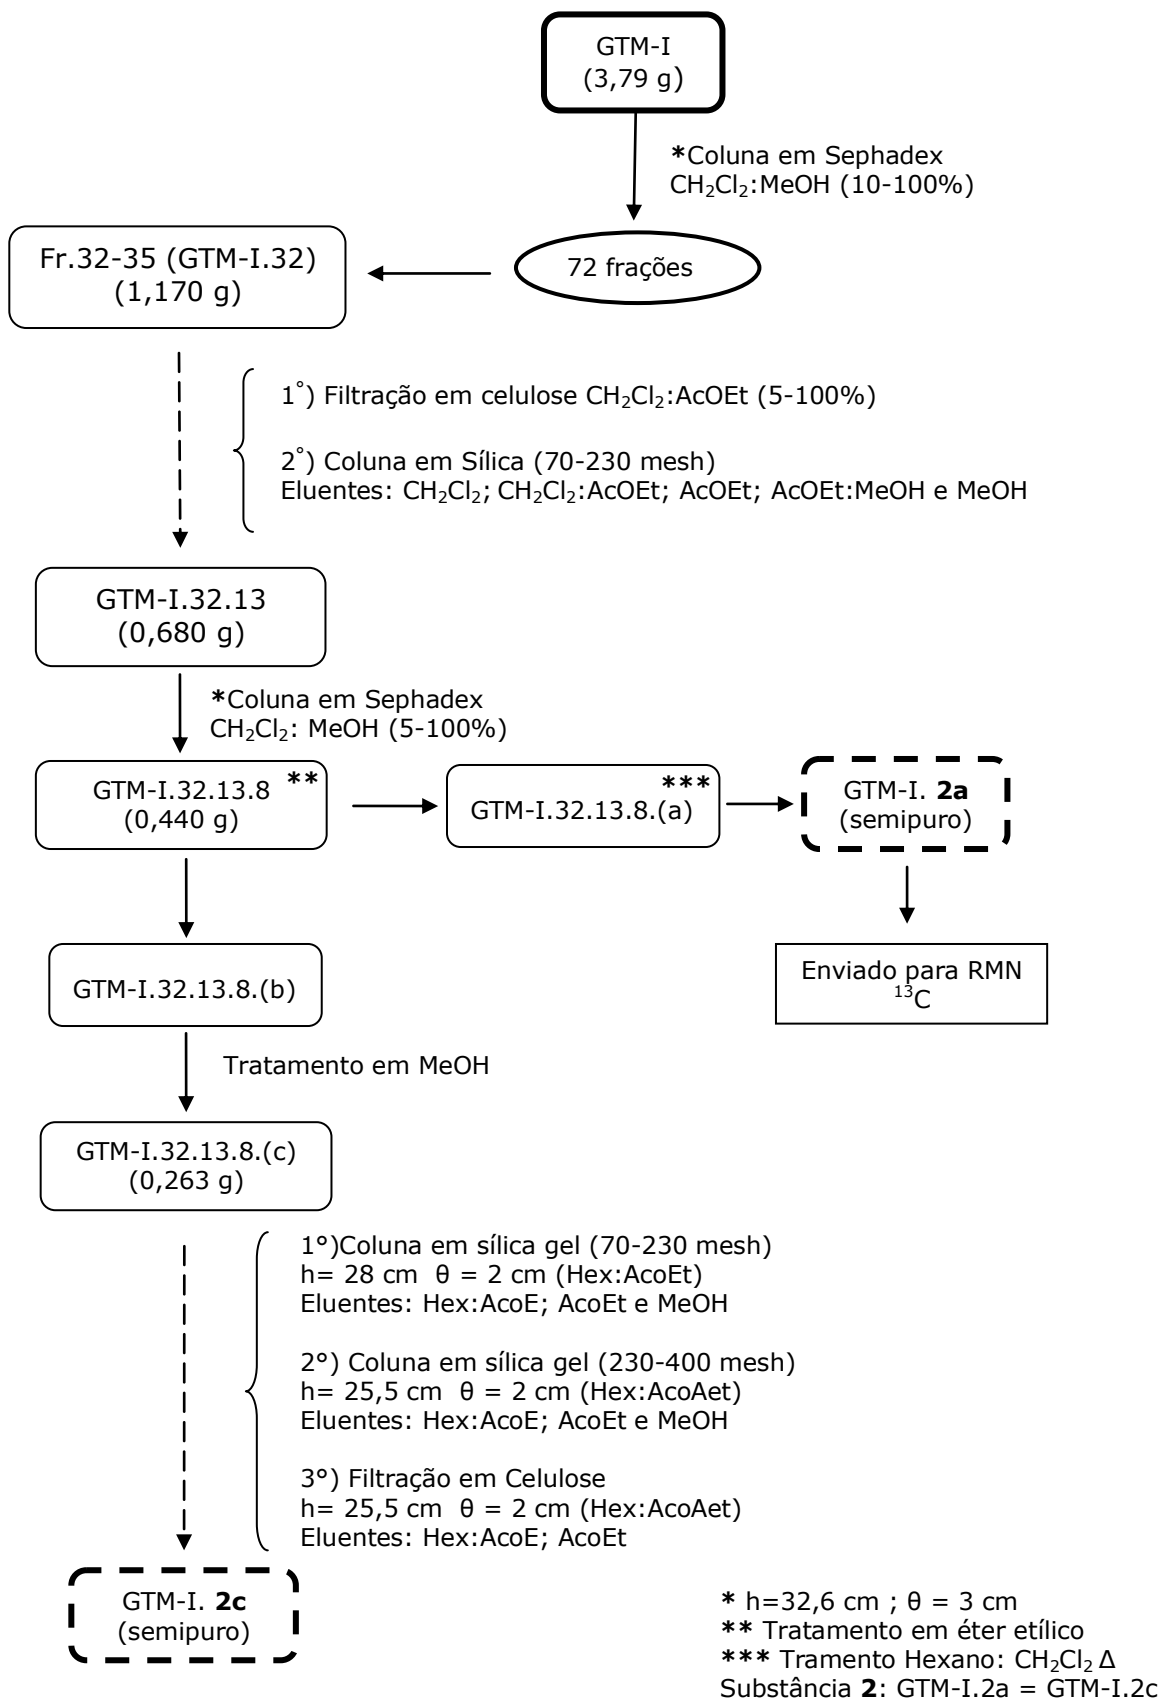 GTM-I
(3,79 g)
*Coluna em Sephadex
CH₂Cl₂:MeOH (10-100%)
72 frações
Fr.32-35 (GTM-I.32)
(1,170 g)
1°) Filtração em celulose CH₂Cl₂:AcOEt (5-100%)
2°) Coluna em Sílica (70-230 mesh)
Eluentes: CH₂Cl₂; CH₂Cl₂:AcOEt; AcOEt; AcOEt:MeOH e MeOH
GTM-I.32.13
(0,680 g)
*Coluna em Sephadex
CH₂Cl₂: MeOH (5-100%)
GTM-I.32.13.8 **
(0,440 g)
***
GTM-I.32.13.8.(a)
GTM-I. 2a
(semipuro)
Enviado para RMN
¹³C
GTM-I.32.13.8.(b)
Tratamento em MeOH
GTM-I.32.13.8.(c)
(0,263 g)
1°)Coluna em sílica gel (70-230 mesh)
h= 28 cm θ = 2 cm (Hex:AcoEt)
Eluentes: Hex:AcoE; AcoEt e MeOH
2°) Coluna em sílica gel (230-400 mesh)
h= 25,5 cm θ = 2 cm (Hex:AcoAet)
Eluentes: Hex:AcoE; AcoEt e MeOH
3°) Filtração em Celulose
h= 25,5 cm θ = 2 cm (Hex:AcoAet)
Eluentes: Hex:AcoE; AcoEt
GTM-I. 2c
(semipuro)
* h=32,6 cm ; θ = 3 cm
** Tratamento em éter etílico
*** Tramento Hexano: CH₂Cl₂ Δ
Substância 2: GTM-I.2a = GTM-I.2c